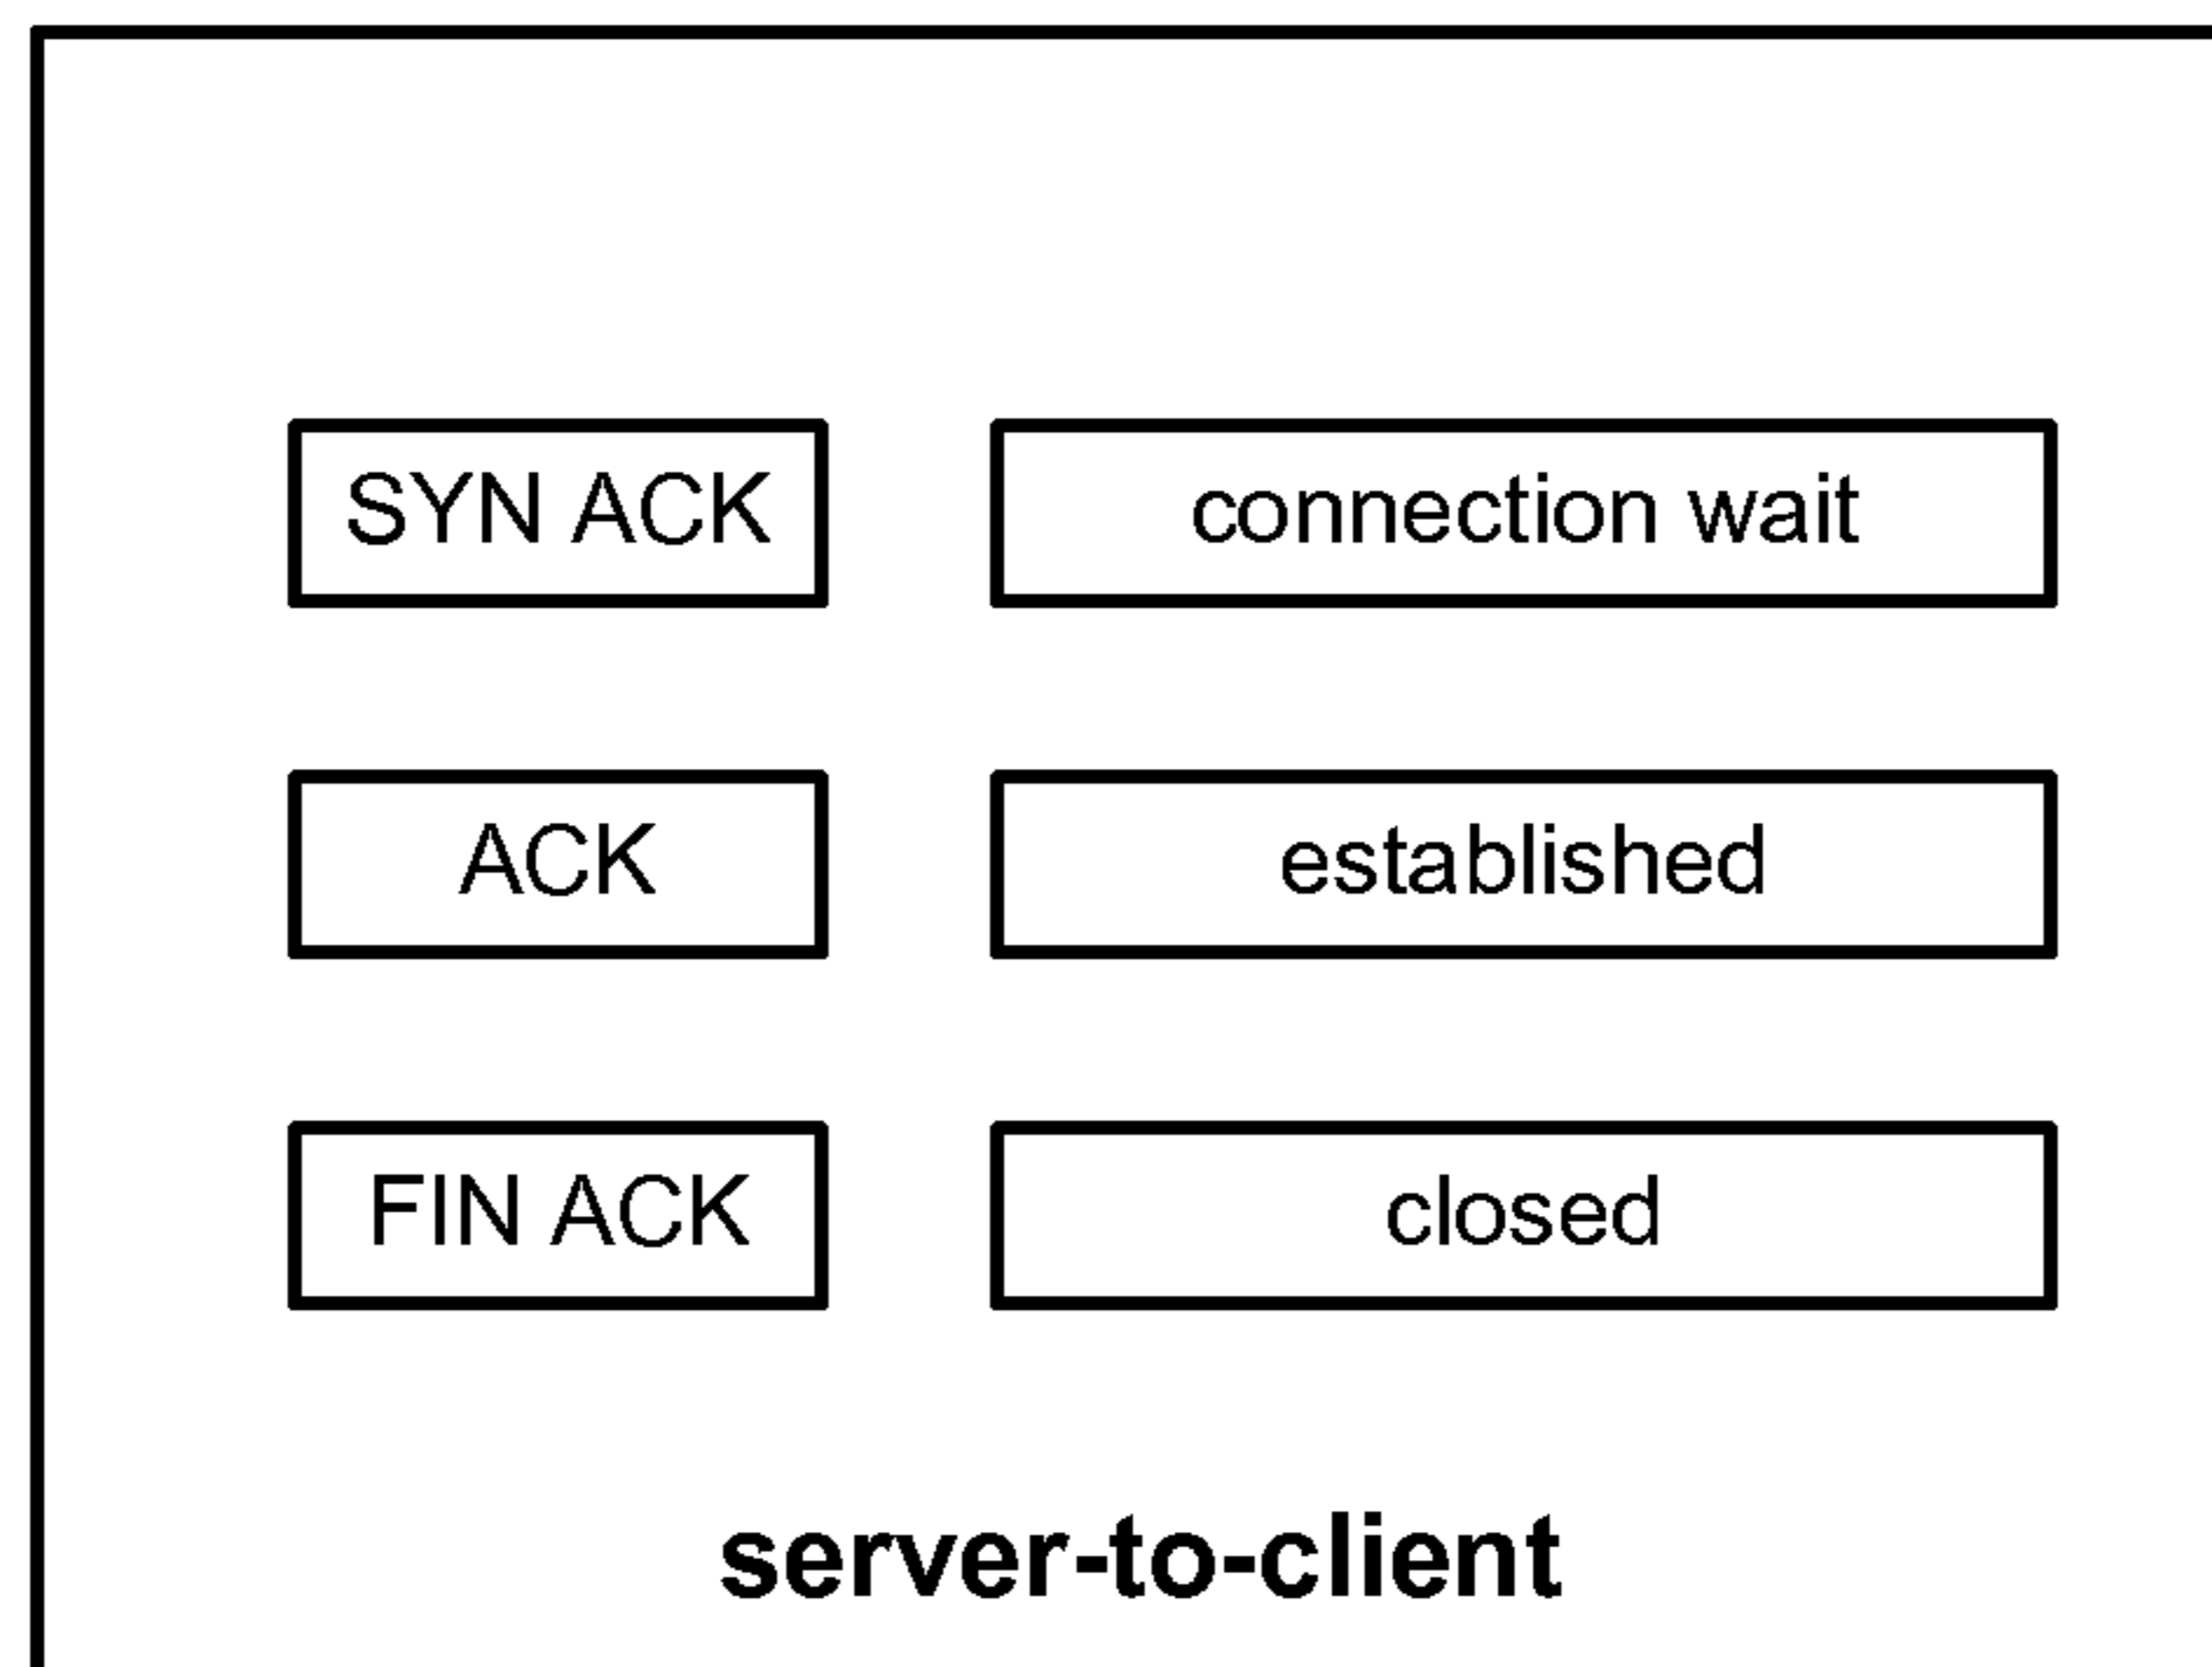 SYN ACK connection wait
ACK established
FIN ACK closed
server-to-client